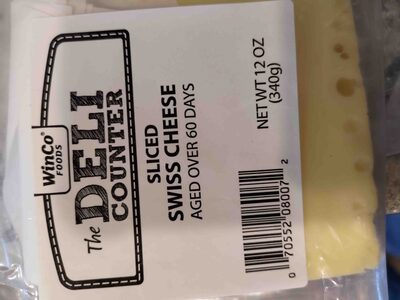 WinCo®
FOODS
The DELI
COUNTER
SLICED
SWISS CHEESE
AGED OVER 60 DAYS
NET WT 12 OZ
(340g)
0 70552 08007 2